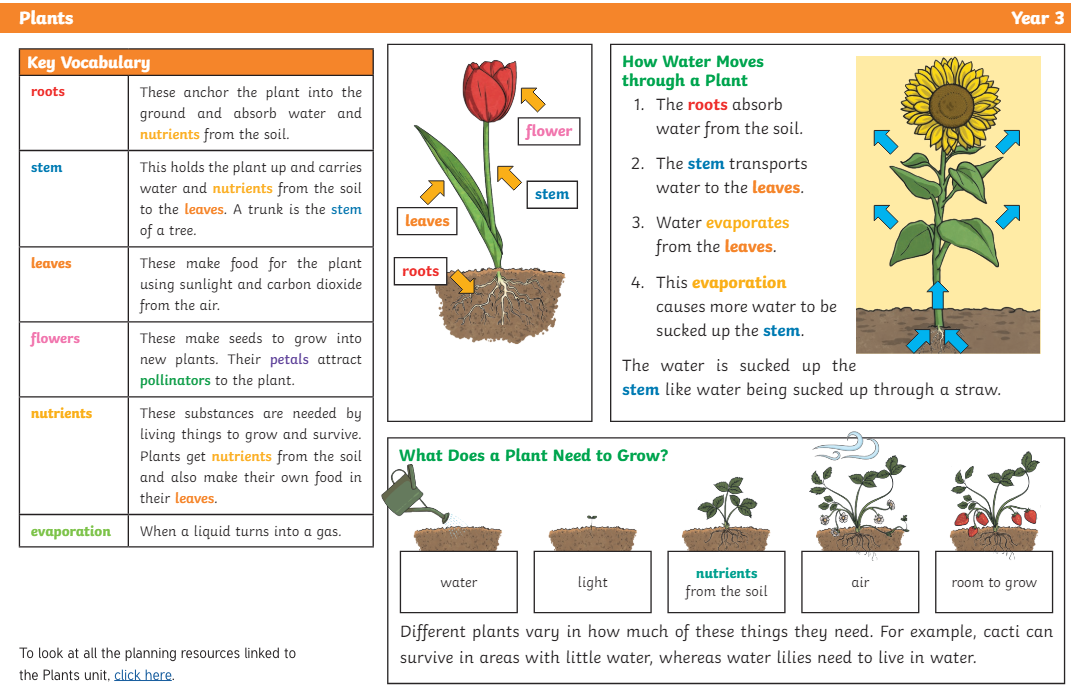 Plants
Year 3
Key Vocabulary
roots
These anchor the plant into the
ground and absorb water and
nutrients from the soil.
stem
This holds the plant up and carries
water and nutrients from the soil
to the leaves. A trunk is the stem
of a tree.
leaves
These make food for the plant
using sunlight and carbon dioxide
from the air.
flowers
These make seeds to grow into
new plants. Their petals attract
pollinators to the plant.
nutrients
These substances are needed by
living things to grow and survive.
Plants get nutrients from the soil
and also make their own food in
their leaves.
evaporation
When a liquid turns into a gas.
To look at all the planning resources linked to
the Plants unit, click here.
flower
stem
leaves
roots
How Water Moves
through a Plant
1. The roots absorb
water from the soil.
2. The stem transports
water to the leaves.
3. Water evaporates
from the leaves.
4. This evaporation
causes more water to be
sucked up the stem.
The water is sucked up the
stem like water being sucked up through a straw.
What Does a Plant Need to Grow?
water
light
nutrients
from the soil
air
room to grow
Different plants vary in how much of these things they need. For example, cacti can
survive in areas with little water, whereas water lilies need to live in water.